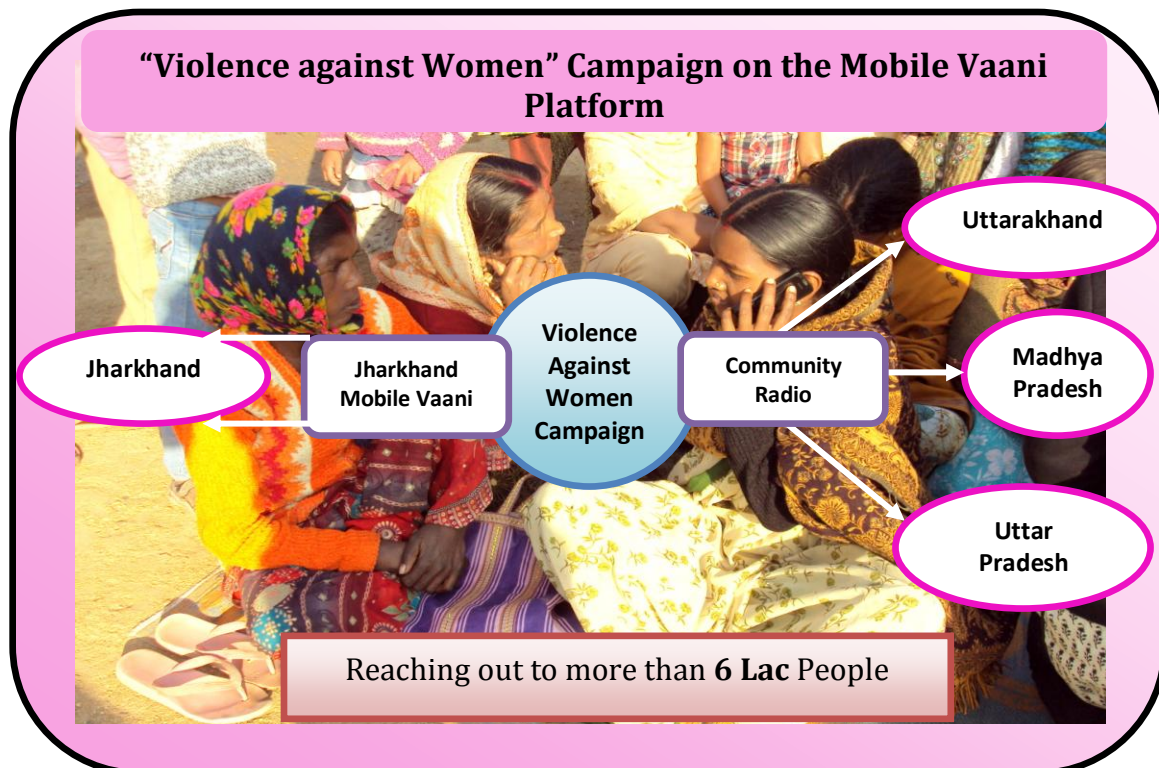 “Violence against Women” Campaign on the Mobile Vaani
Platform
Uttarakhand
Jharkhand
Jharkhand
Mobile Vaani
Violence
Against
Women
Campaign
Community
Radio
Madhya
Pradesh
Uttar
Pradesh
Reaching out to more than 6 Lac People